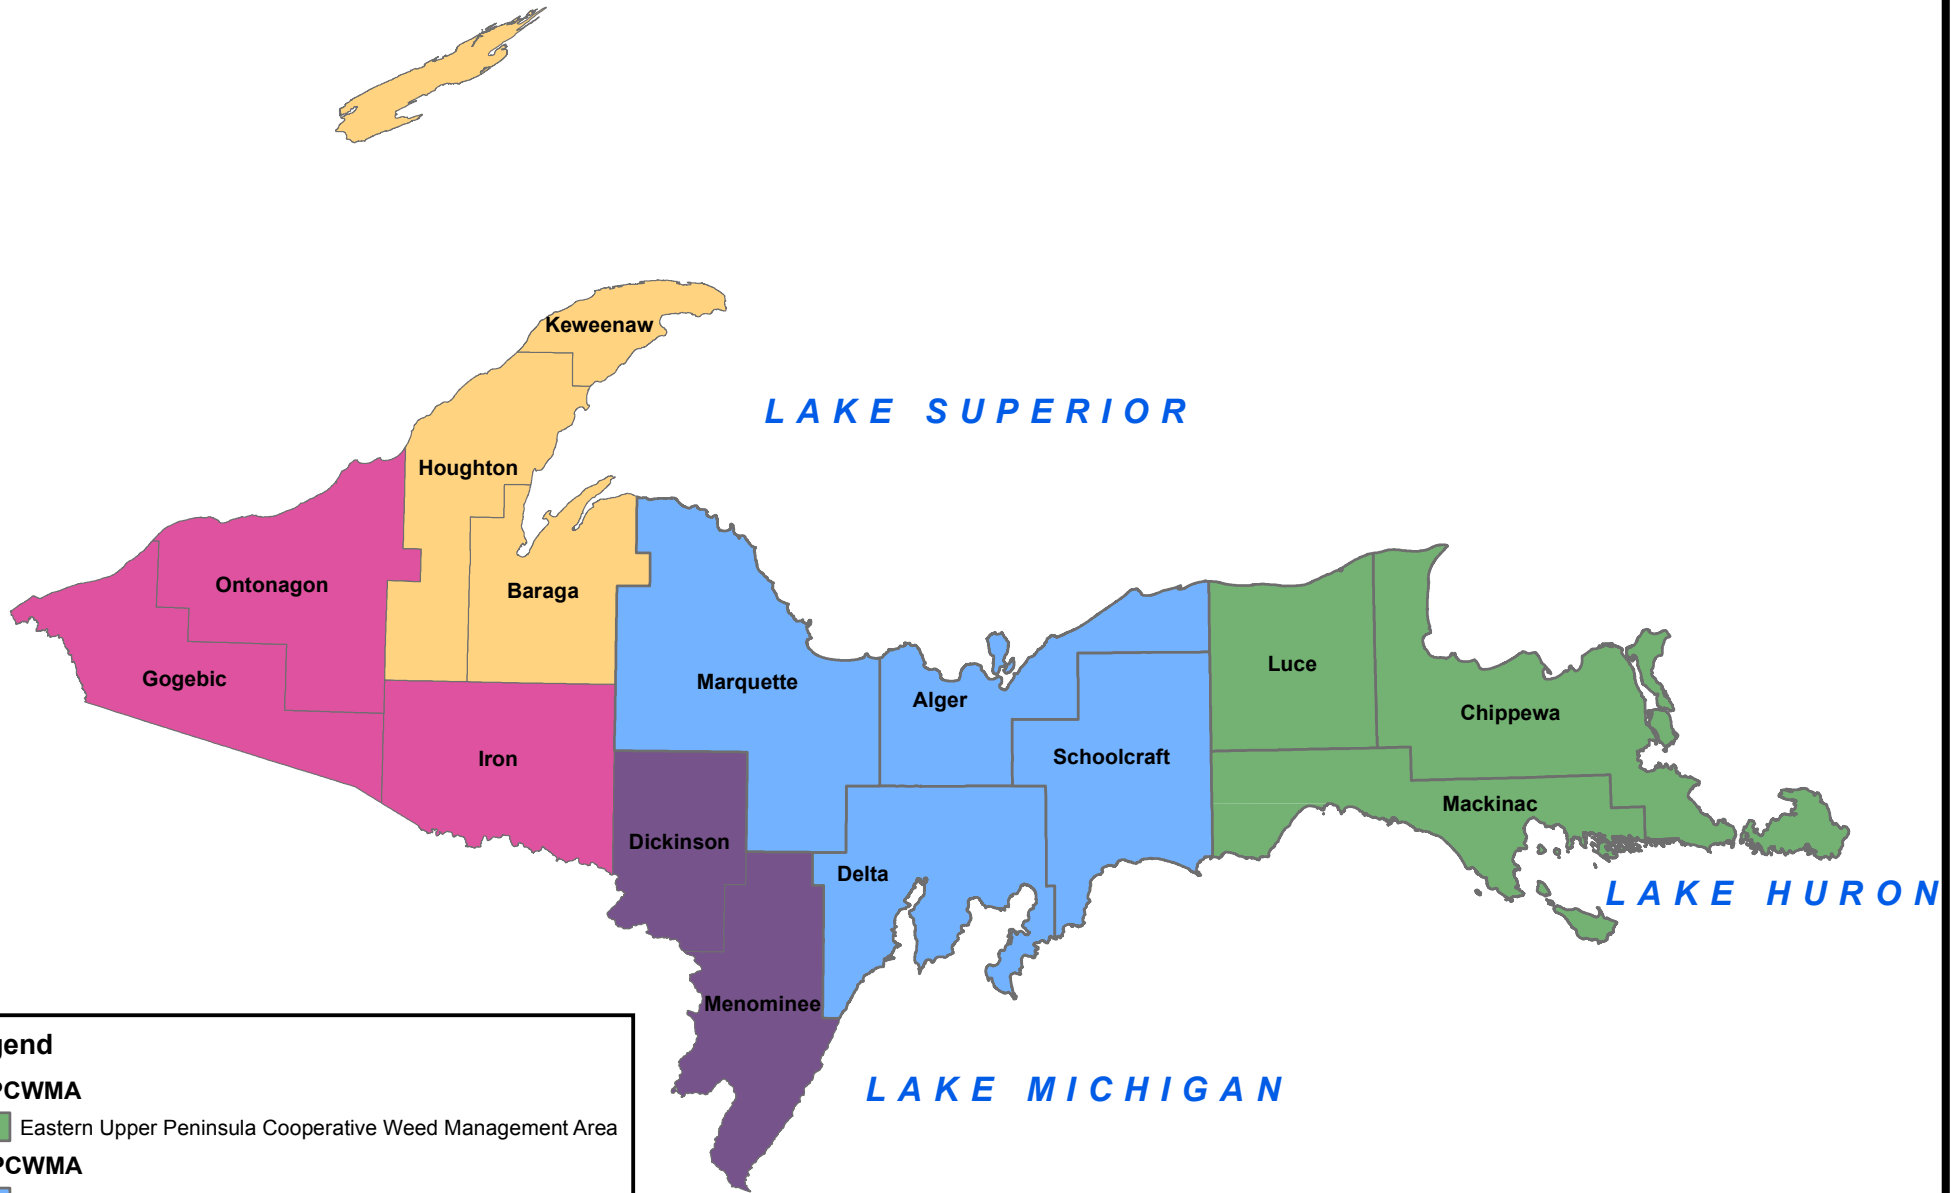 Keweenaw
LAKE SUPERIOR
Houghton
Ontonagon
Baraga
Gogebic
Marquette
Alger
Luce
Chippewa
Iron
Schoolcraft
Mackinac
Dickinson
Delta
LAKE HURON
Menominee
LAKE MICHIGAN
gend
PCWMA
Eastern Upper Peninsula Cooperative Weed Management Area
PCWMA